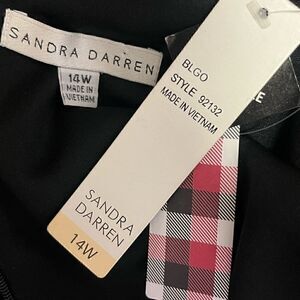 SANDRA DARREN
14W
MADE IN
VIETNAM
BLGO
STYLE 92132
MADE IN VIETNAM
SANDRA
DARREN
14W